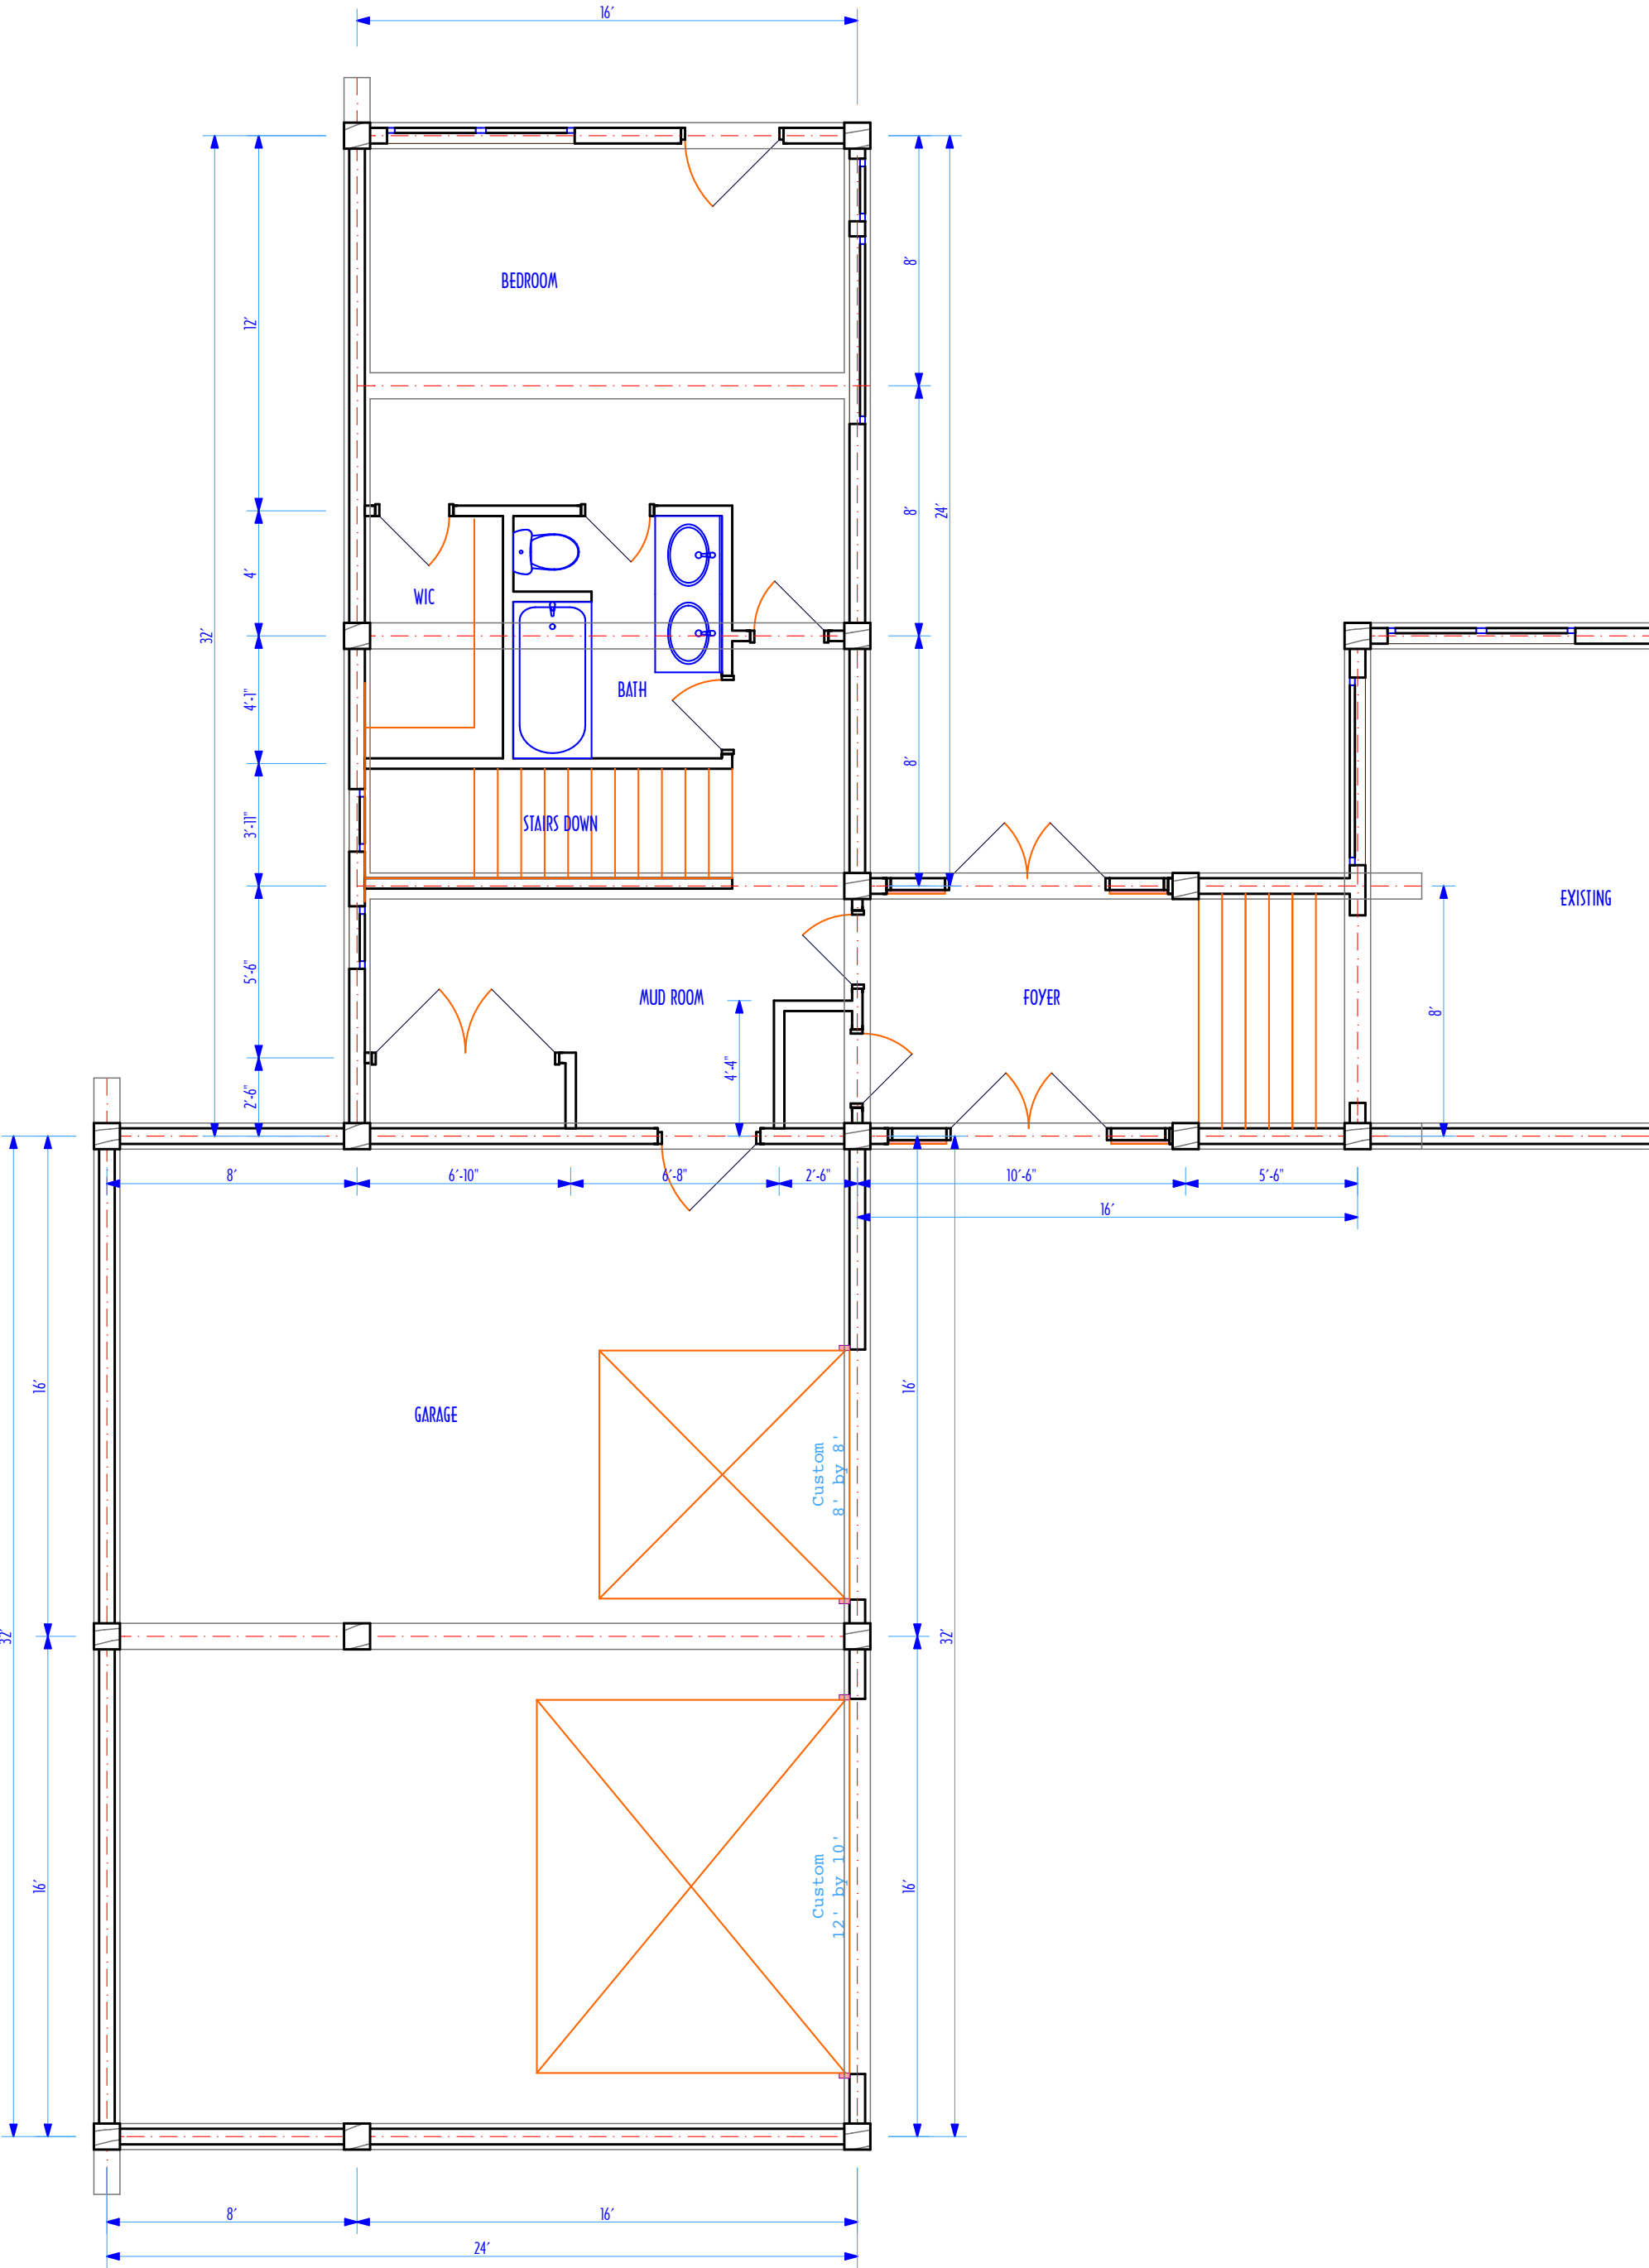 16'
BEDROOM
8'
12'
8'
24'
4'
WIC
32'
BATH
4'-1"
8'
3'-11"
STAIRS DOWN
EXISTING
5'-6"
MUD ROOM
FOYER
8'
4'-4"
2'-6"
8'
6'-10"
6'-8"
2'-6"
10'-6"
5'-6"
16'
16'
16'
GARAGE
Custom
8' by 8'
32'
32'
16'
16'
Custom
12' by 10'
8'
16'
24'